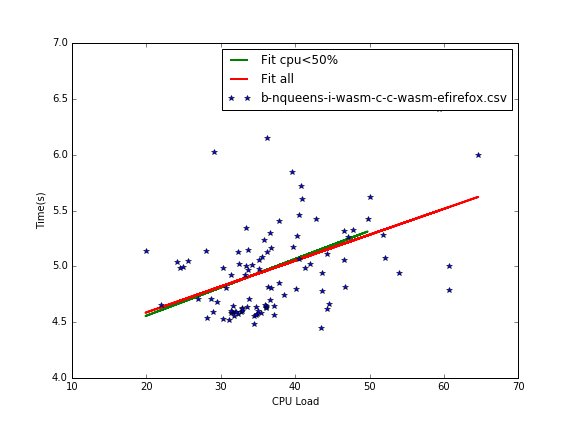 7.0
6.5
6.0
5.5
5.0
4.5
4.0
Time(s)
Fit cpu<50%
Fit all
b-nqueens-i-wasm-c-c-wasm-efirefox.csv
10 20 30 40 50 60 70
CPU Load